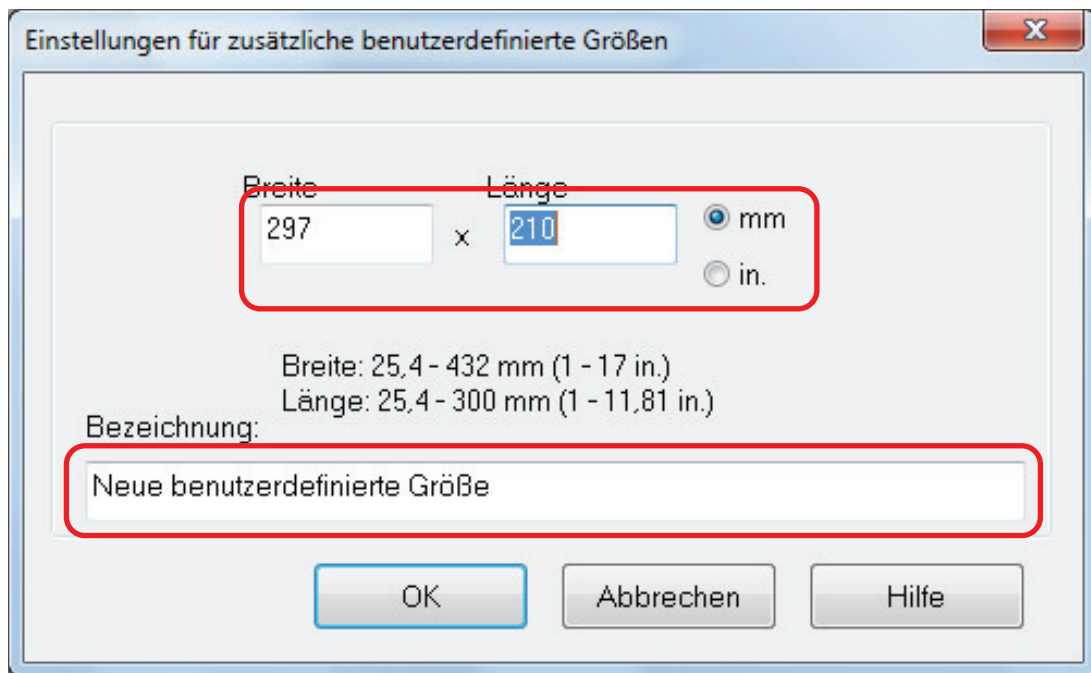 Einstellungen für zusätzliche benutzerdefinierte Größen
x
Breite Länge
297 x 210 mm
in.
Breite: 25,4 - 432 mm (1 - 17 in.)
Länge: 25,4 - 300 mm (1 - 11,81 in.)
Bezeichnung:
Neue benutzerdefinierte Größe
OK Abbrechen Hilfe